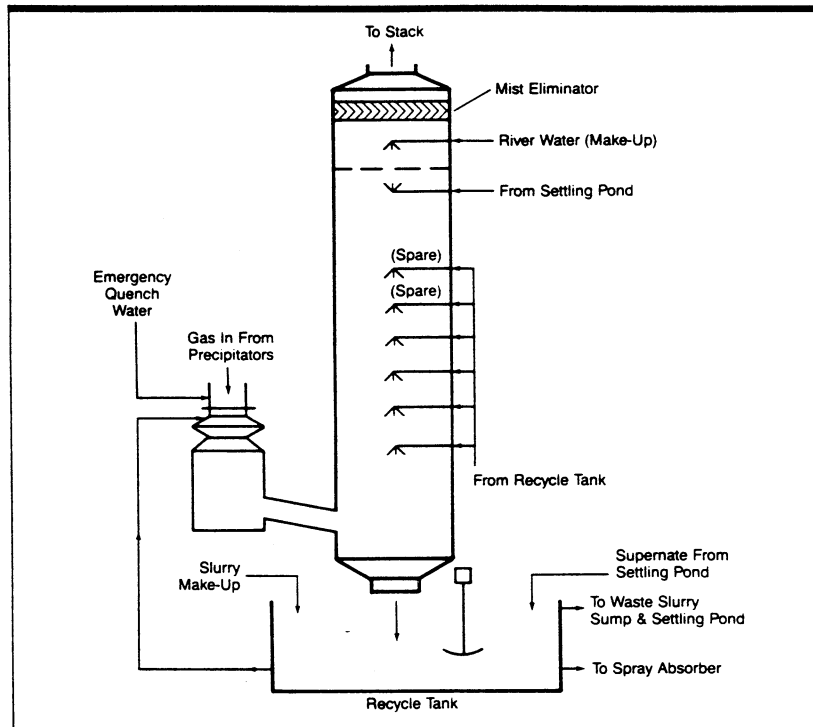 To Stack
Mist Eliminator
River Water (Make-Up)
From Settling Pond
(Spare)
(Spare)
Emergency
Quench
Water
Gas In From
Precipitators
From Recycle Tank
Slurry
Make-Up
Supernate From
Settling Pond
To Waste Slurry
Sump & Settling Pond
To Spray Absorber
Recycle Tank